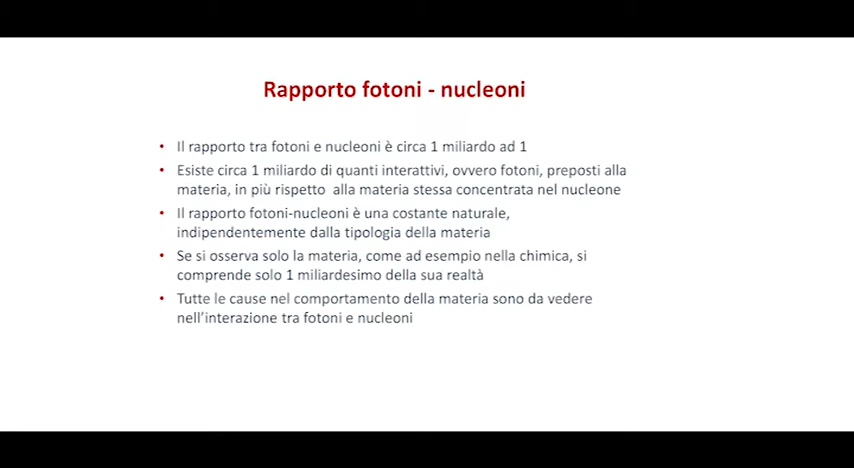 Rapporto fotoni - nucleoni
• Il rapporto tra fotoni e nucleoni è circa 1 miliardo ad 1
• Esiste circa 1 miliardo di quanti interattivi, ovvero fotoni, preposti alla
materia, in più rispetto alla materia stessa concentrata nel nucleone
• Il rapporto fotoni-nucleoni è una costante naturale,
indipendentemente dalla tipologia della materia
• Se si osserva solo la materia, come ad esempio nella chimica, si
comprende solo 1 miliardesimo della sua realtà
• Tutte le cause nel comportamento della materia sono da vedere
nell'interazione tra fotoni e nucleoni